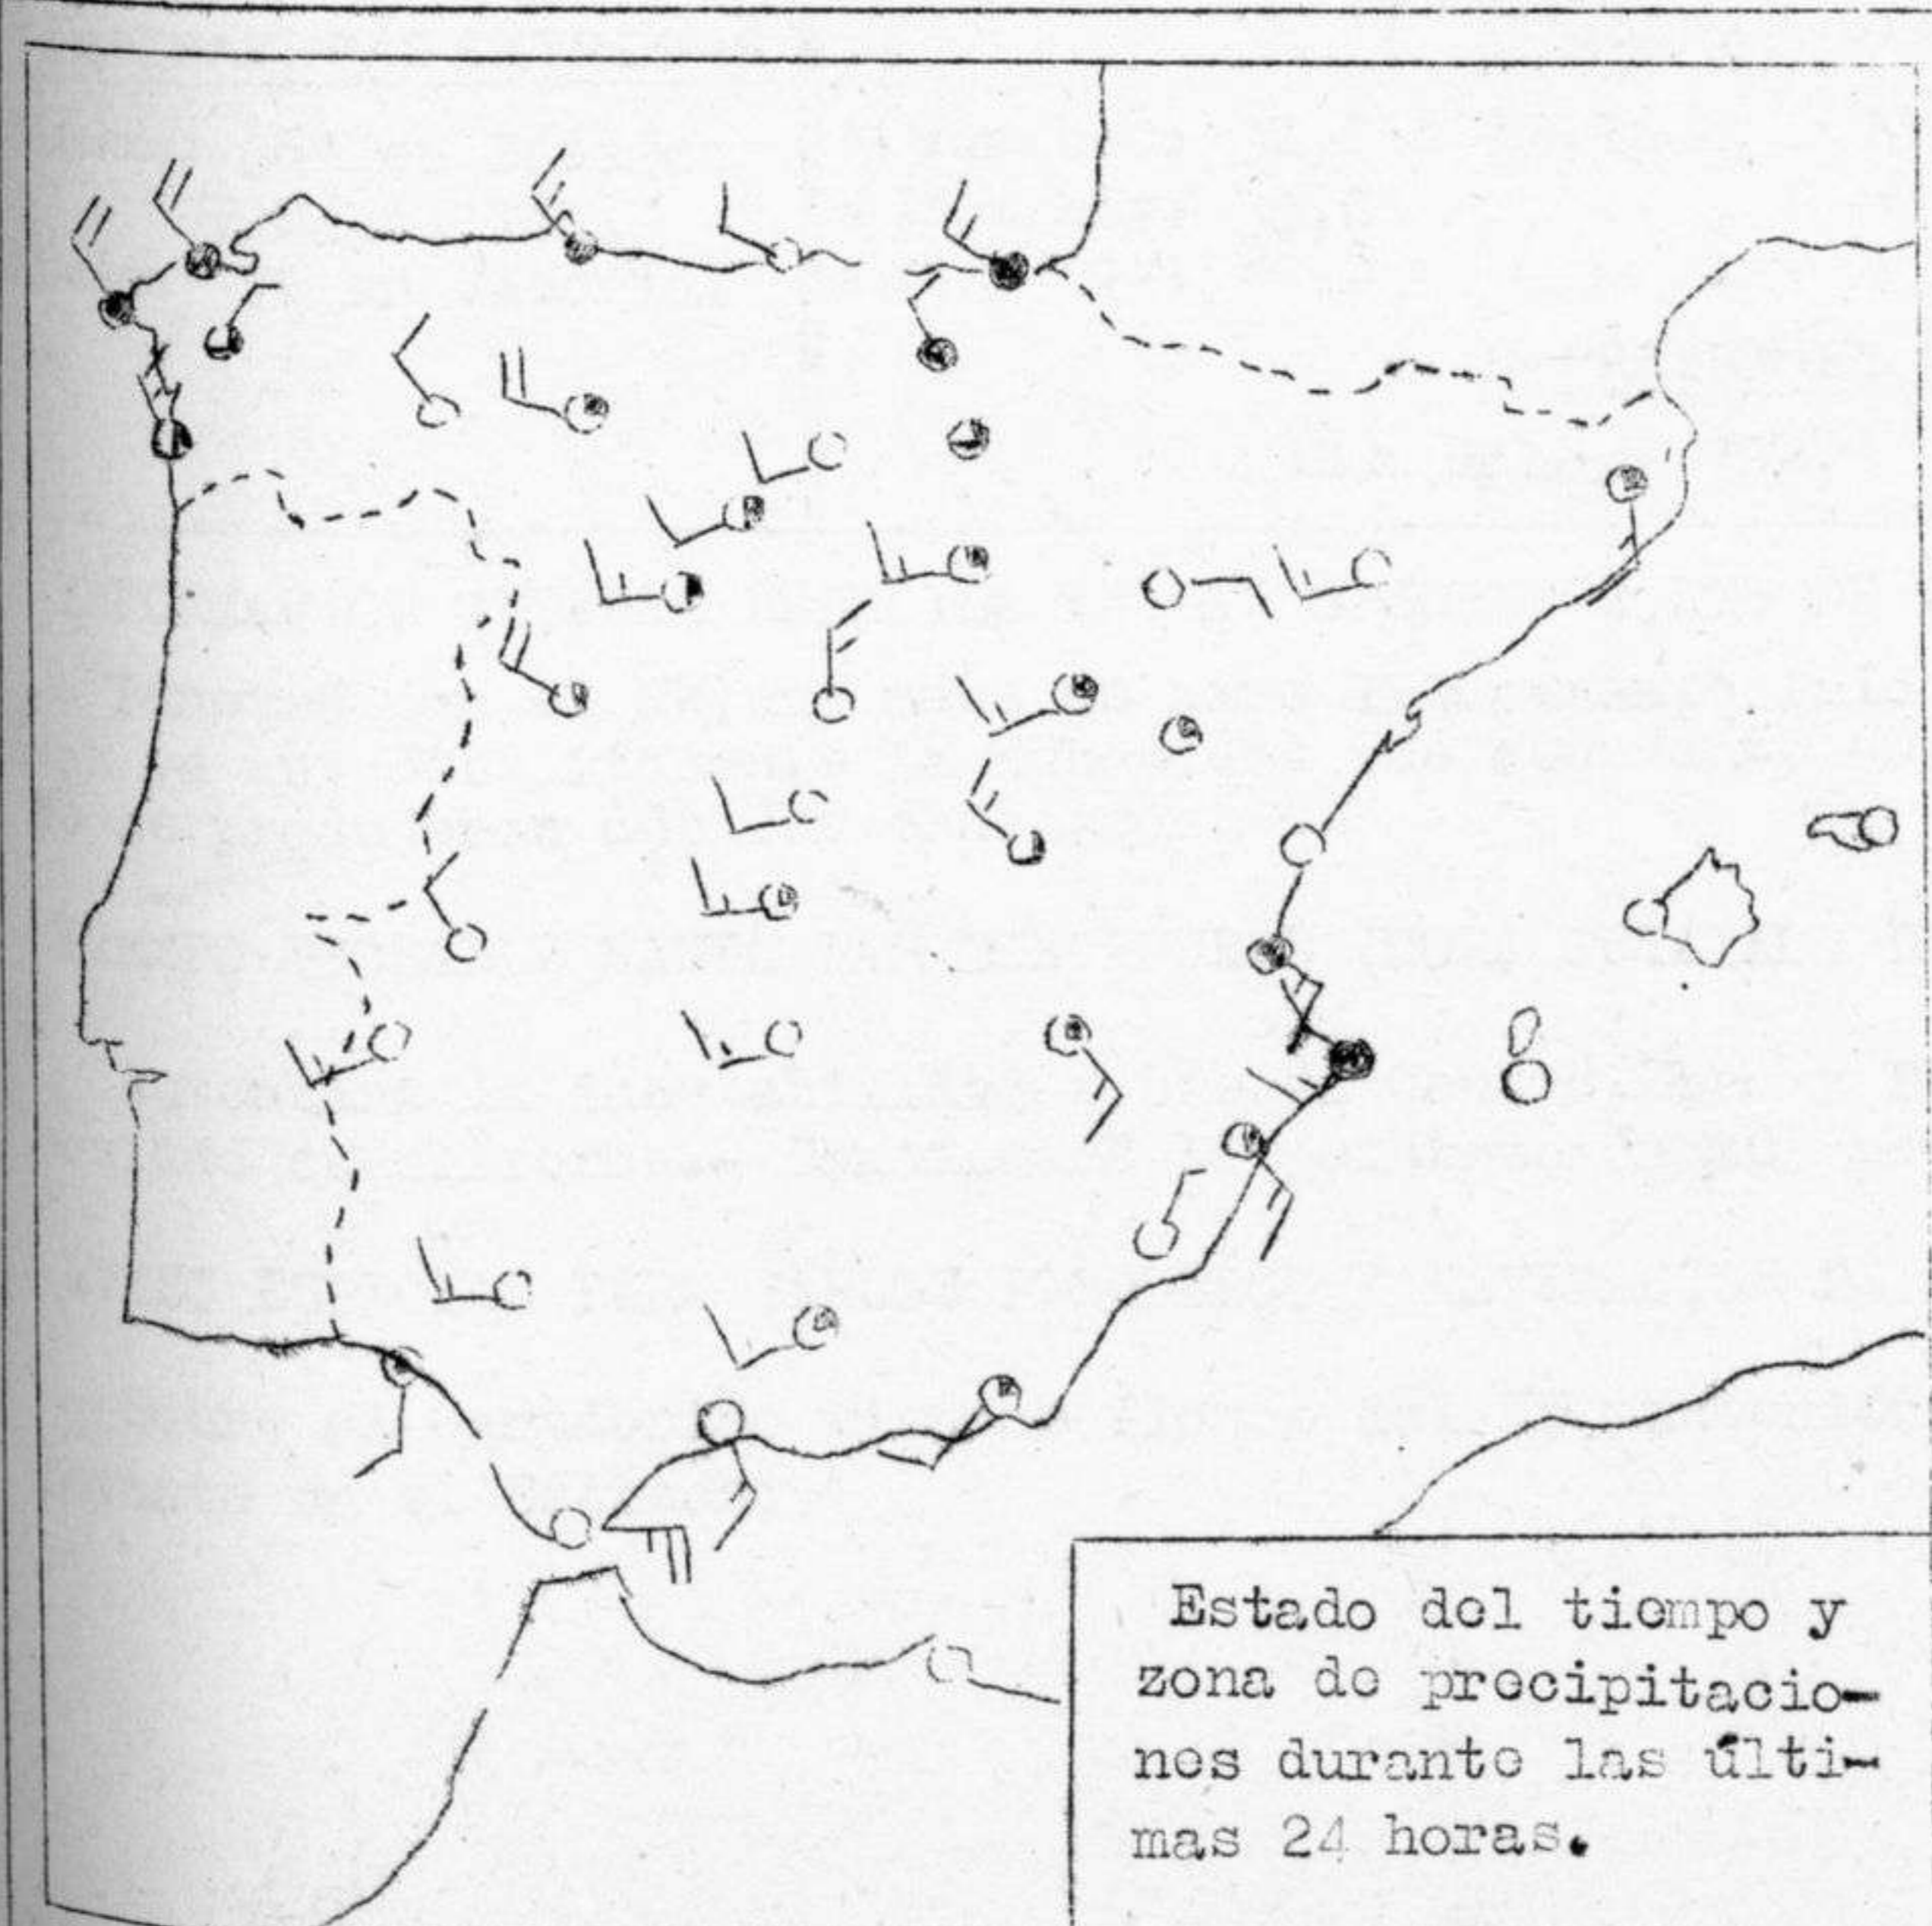 Estado del tiempo y
zona de precipitacio-
nes durante las últi-
mas 24 horas.